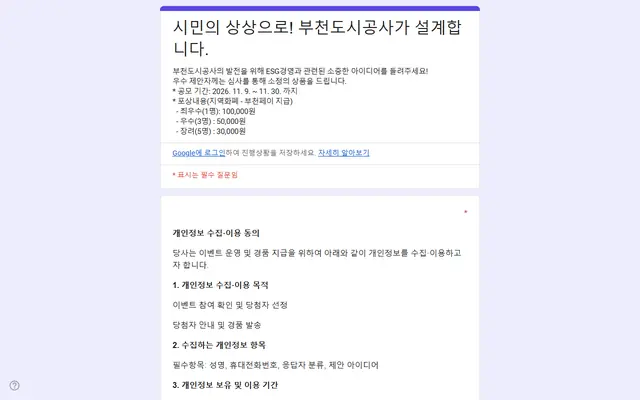 시민의 상상으로! 부천도시공사가 설계합
니다.
부천도시공사의 발전을 위해 ESG경영과 관련된 소중한 아이디어를 들려주세요!
우수 제안자께는 심사를 통해 소정의 상품을 드립니다.
* 공모 기간: 2026. 11. 9. ~ 11. 30. 까지
* 포상내용(지역화폐 - 부천페이 지급)
- 최우수(1명): 100,000원
- 우수(3명) : 50,000원
- 장려(5명) : 30,000원
Google에 로그인하여 진행상황을 저장하세요. 자세히 알아보기
* 표시는 필수 질문임
*
개인정보 수집·이용 동의
당사는 이벤트 운영 및 경품 지급을 위하여 아래와 같이 개인정보를 수집·이용하고
자 합니다.
1. 개인정보 수집·이용 목적
이벤트 참여 확인 및 당첨자 선정
당첨자 안내 및 경품 발송
2. 수집하는 개인정보 항목
필수항목: 성명, 휴대전화번호, 응답자 분류, 제안 아이디어
3. 개인정보 보유 및 이용 기간